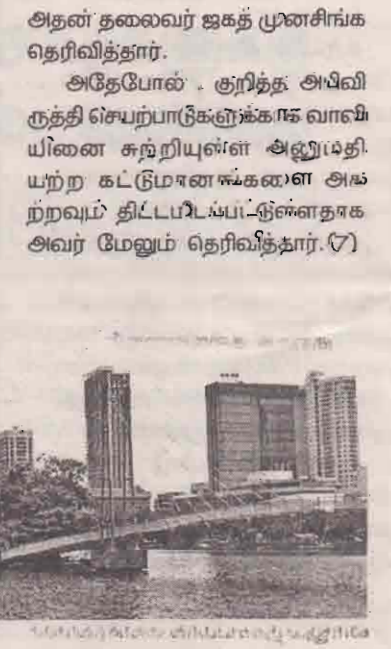 அதன் தலைவர் ஜகத் முனசிங்க
தெரிவித்தார்.
அதேபோல் குறித்த அபிவி
ருத்தி செயற்பாடுகளுக்காக வாவி
யினை சுற்றியுள்ள அனுமதி
யற்ற கட்டுமானங்களை அக
ற்றவும் திட்டமிடப்பட்டுள்ளதாக
அவர் மேலும் தெரிவித்தார்.(7)